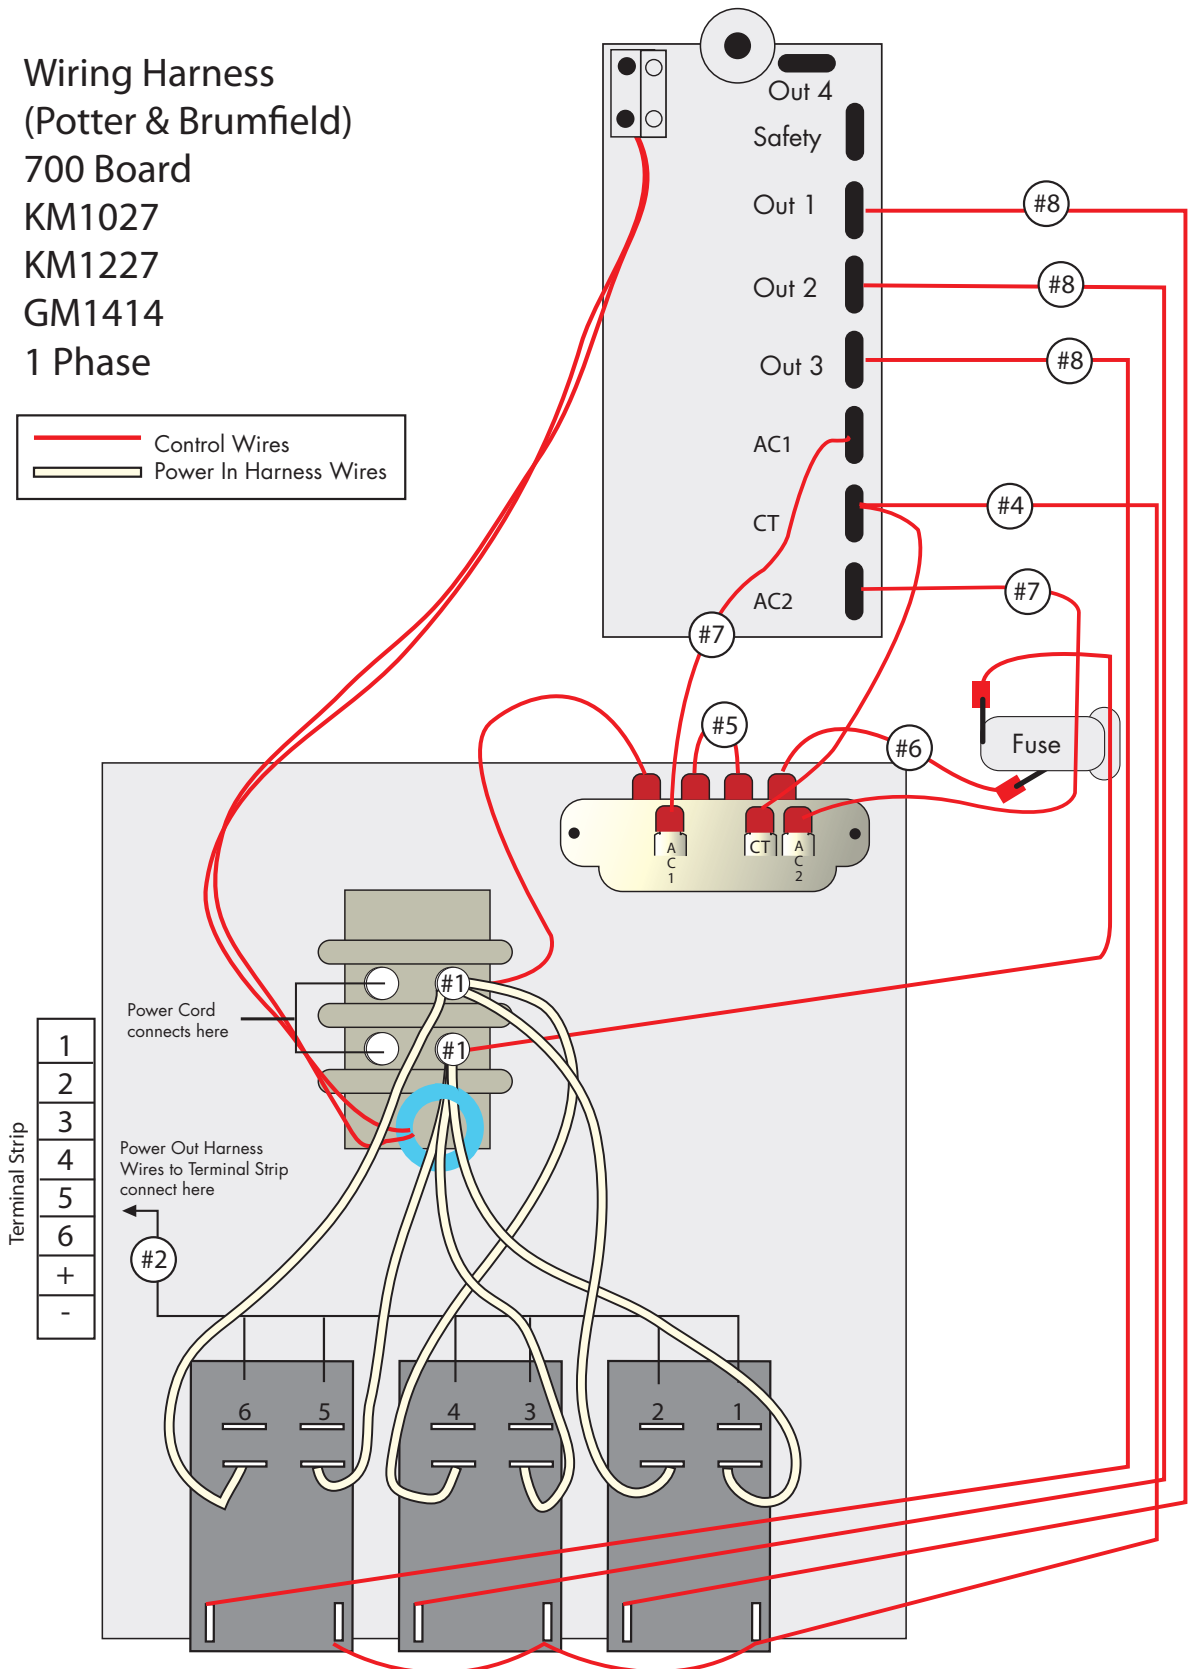 Wiring Harness
(Potter & Brumfield)
700 Board
KM1027
KM1227
GM1414
1 Phase
Control Wires
Power In Harness Wires
Out 4
Safety
Out 1
#8
Out 2
#8
Out 3
#8
AC1
CT
#4
AC2
#7
#7
#5
#6
Fuse
AC1
CT
AC2
#1
#1
Power Cord
connects here
Terminal Strip
1
2
3
4
5
6
+
-
Power Out Harness
Wires to Terminal Strip
connect here
#2
6
5
4
3
2
1